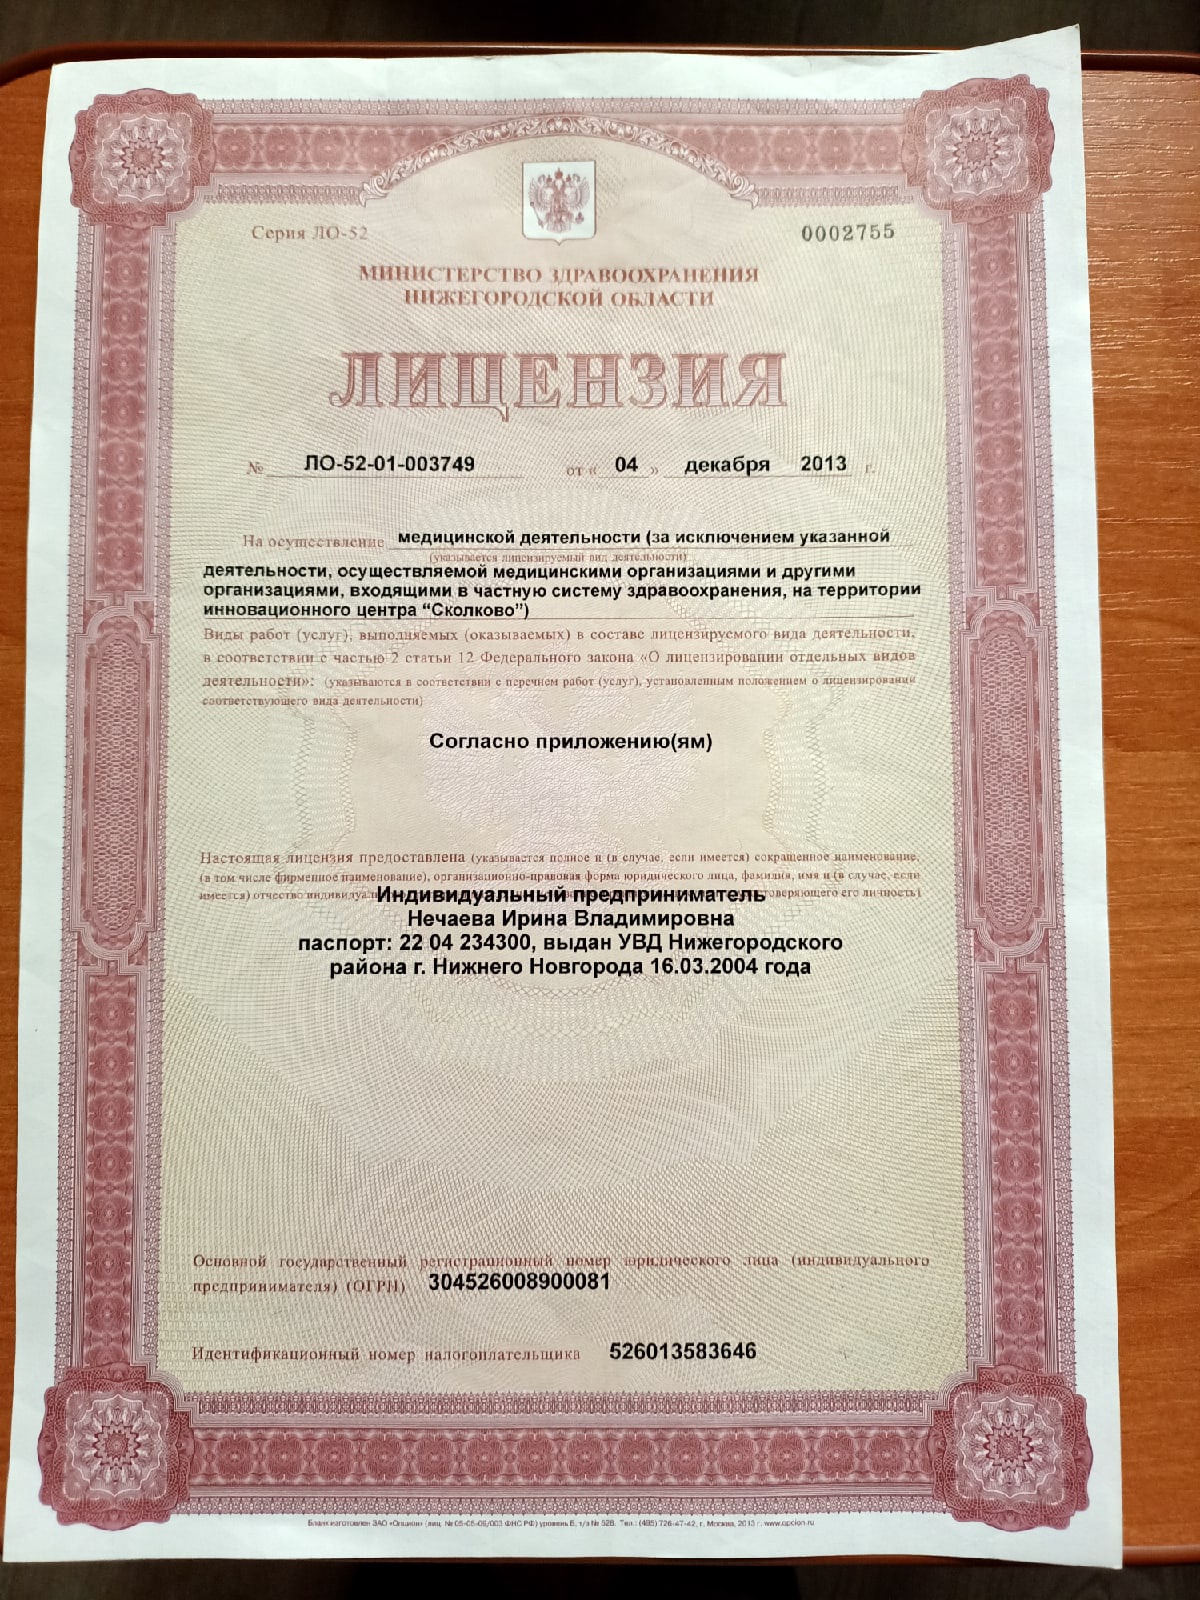 Серия ЛО-52 0002755
МИНИСТЕРСТВО ЗДРАВООХРАНЕНИЯ
НИЖЕГОРОДСКОЙ ОБЛАСТИ
ЛИЦЕНЗИЯ
№ ЛО-52-01-003749 от « 04 » декабря 2013 г.
На осуществление медицинской деятельности (за исключением указанной
(указывается лицензируемый вид деятельности)
деятельности, осуществляемой медицинскими организациями и другими
организациями, входящими в частную систему здравоохранения, на территории
инновационного центра “Сколково”)
Виды работ (услуг), выполняемых (оказываемых) в составе лицензируемого вида деятельности,
в соответствии с частью 2 статьи 12 Федерального закона «О лицензировании отдельных видов
деятельности»: (указываются в соответствии с перечнем работ (услуг), установленным положением о лицензировании
соответствующего вида деятельности)
Согласно приложению(ям)
Настоящая лицензия предоставлена (указывается полное и (в случае, если имеется) сокращенное наименование,
(в том числе фирменное наименование), организационно-правовая форма юридического лица, фамилия, имя и (в случае, если
имеется) отчество его личность)
Индивидуальный предприниматель
Нечаева Ирина Владимировна
паспорт: 22 04 234300, выдан УВД Нижегородского
района г. Нижнего Новгорода 16.03.2004 года
Основной государственный регистрационный номер юридического лица (индивидуального
предпринимателя) (ОГРН) 304526008900081
Идентификационный номер налогоплательщика 526013583646
Бланк изготовлен ЗАО «Опцион» (лиц. № 05-05-09/003 ФНС РФ) уровень Б, т/з № 528. Тел.: (495) 726-47-42, г. Москва, 2013 г. www.opcion.ru